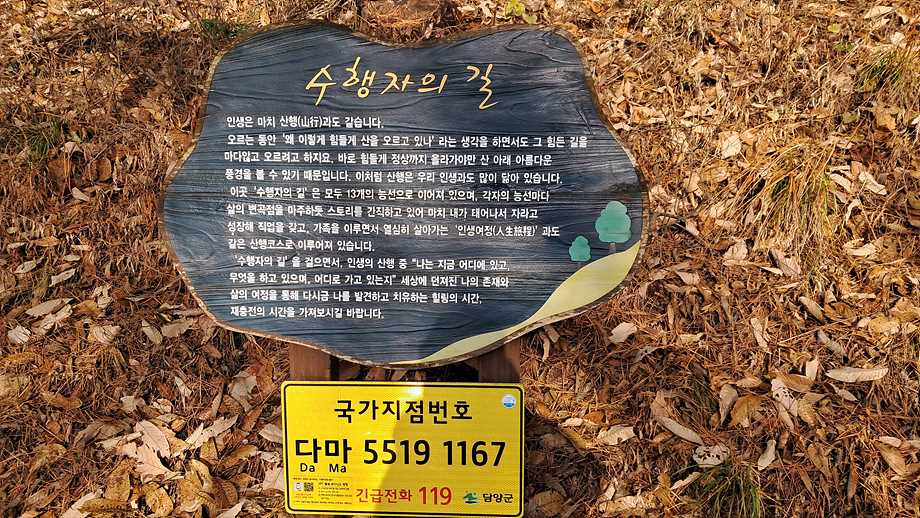 수행자의 길
인생은 마치 산행(山行)과도 같습니다.
오르는 동안 '왜 이렇게 힘들게 산을 오르고 있나' 라는 생각을 하면서도 그 힘든 길을
마다않고 오르려고 하지요. 바로 힘들게 정상까지 올라가야만 산 아래 아름다운
풍경을 볼 수 있기 때문입니다. 이처럼 산행은 우리 인생과도 많이 닮아 있습니다.
이곳 '수행자의 길' 은 모두 13개의 능선으로 이어져 있으며, 각자의 능선마다
삶의 변곡점을 마주하듯 스토리를 간직하고 있어 마치 내가 태어나서 자라고
성장해 직업을 갖고, 가족을 이루면서 열심히 살아가는 '인생여정(人生旅程)' 과도
같은 산행코스로 이루어져 있습니다.
'수행자의 길' 을 걸으면서, 인생의 산행 중 "나는 지금 어디에 있고,
무엇을 하고 있으며, 어디로 가고 있는지" 세상에 던져진 나의 존재와
삶의 여정을 통해 다시금 나를 발견하고 치유하는 힐링의 시간,
재충전의 시간을 가져보시길 바랍니다.
국가지점번호
다마 5519 1167
Da Ma
긴급전화 119 담양군